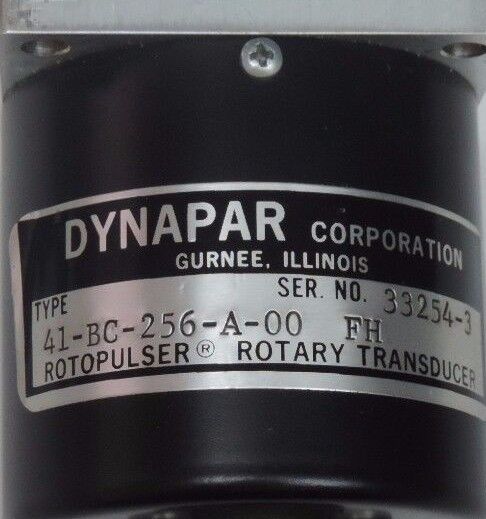 DYNAPAR CORPORATION
GURNEE, ILLINOIS
TYPE SER. NO. 33254-3
41-BC-256-A-00 FH
ROTOPULSER® ROTARY TRANSDUCER